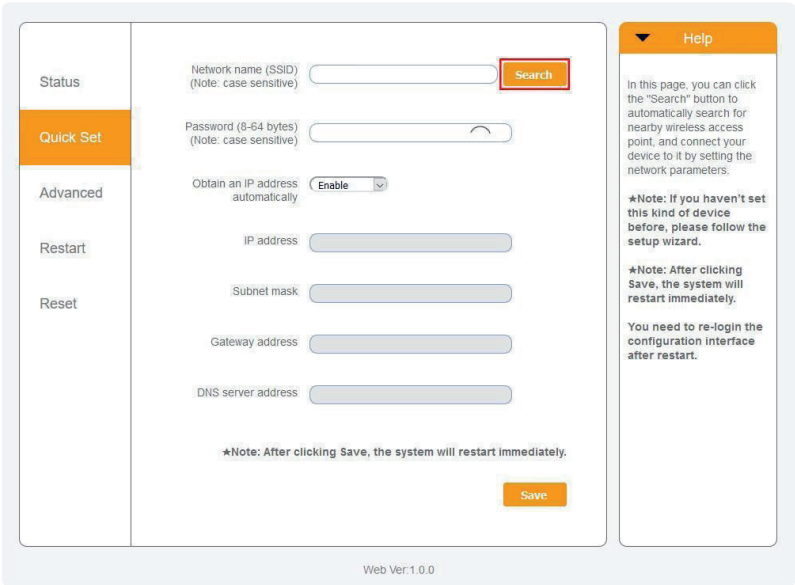 Status
Quick Set
Advanced
Restart
Reset
Network name (SSID)
(Note: case sensitive)
Search
Password (8-64 bytes)
(Note: case sensitive)
Obtain an IP address
automatically
Enable
IP address
Subnet mask
Gateway address
DNS server address
★Note: After clicking Save, the system will restart immediately.
Save
Help
In this page, you can click
the "Search" button to
automatically search for
nearby wireless access
point, and connect your
device to it by setting the
network parameters.
★Note: If you haven't set
this kind of device
before, please follow the
setup wizard.
★Note: After clicking
Save, the system will
restart immediately.
You need to re-login the
configuration interface
after restart.
Web Ver:1.0.0